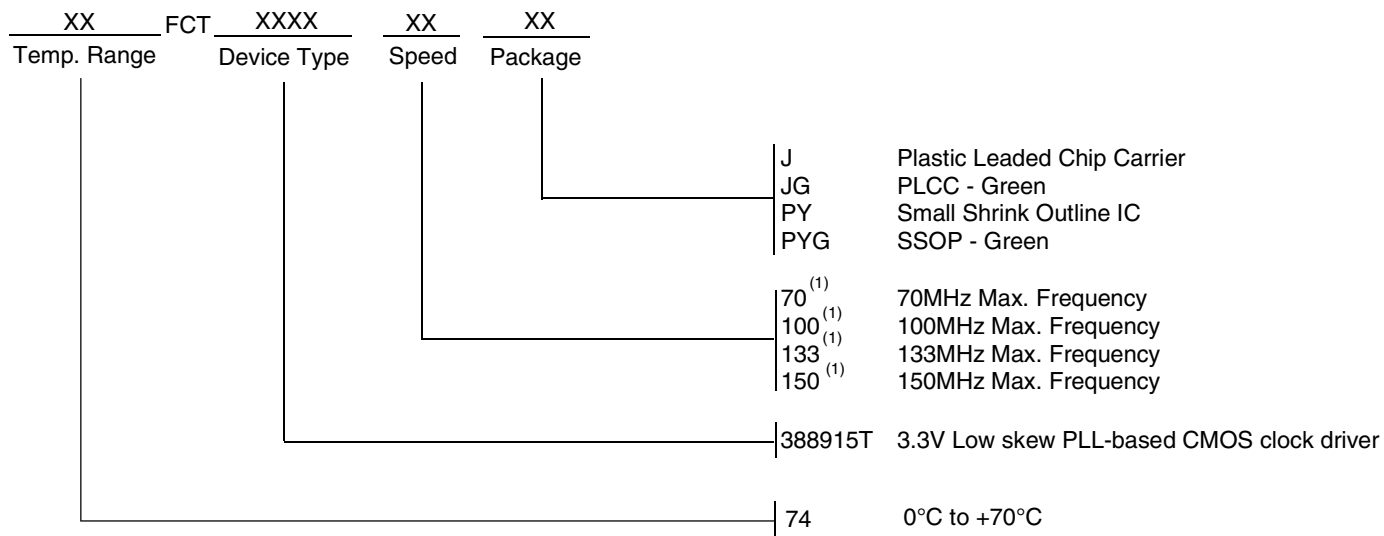 XX FCT XXXX XX XX
Temp. Range Device Type Speed Package
J Plastic Leaded Chip Carrier
JG PLCC - Green
PY Small Shrink Outline IC
PYG SSOP - Green
70(1) 70MHz Max. Frequency
100(1) 100MHz Max. Frequency
133(1) 133MHz Max. Frequency
150(1) 150MHz Max. Frequency
388915T 3.3V Low skew PLL-based CMOS clock driver
74 0°C to +70°C